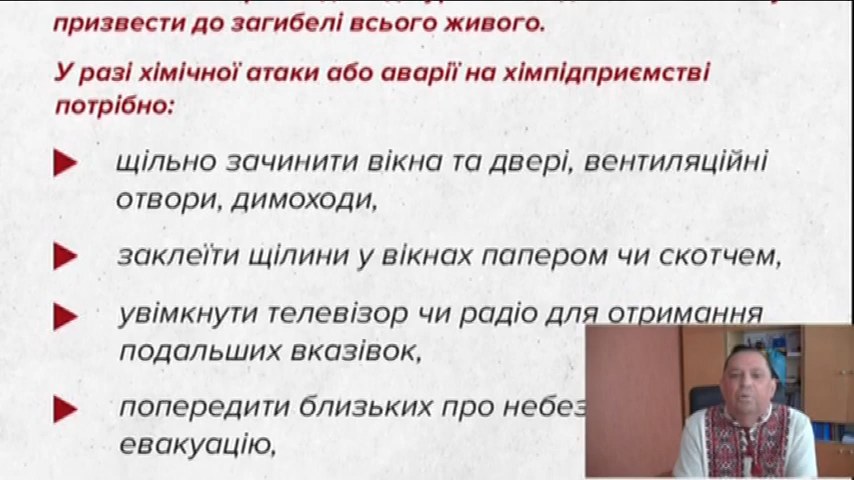 призвести до загибелі всього живого.
У разі хімічної атаки або аварії на хімпідприємстві
потрібно:
щільно зачинити вікна та двері, вентиляційні
отвори, димоходи,
заклеїти щілини у вікнах папером чи скотчем,
увімкнути телевізор чи радіо для отримання
подальших вказівок,
попередити близьких про
евакуацію,